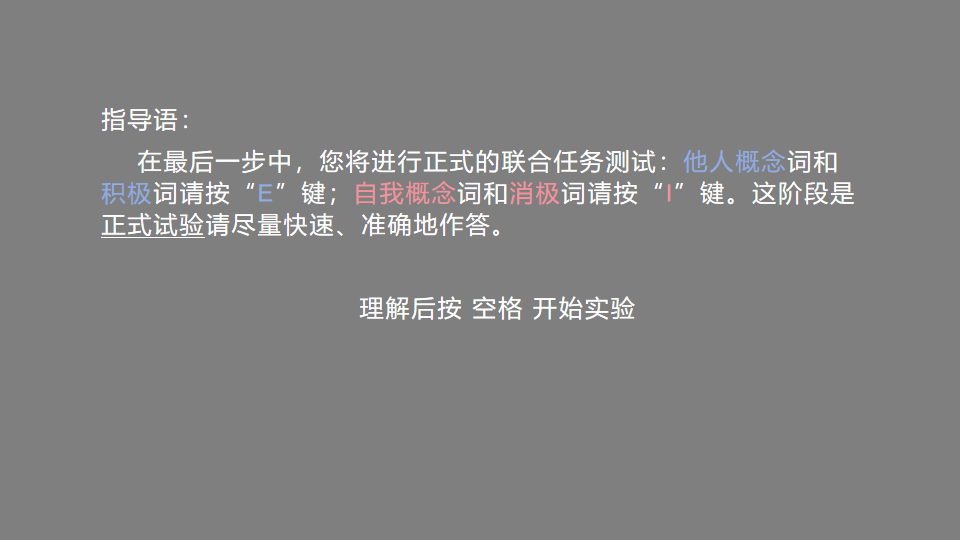 指导语：
在最后一步中，您将进行正式的联合任务测试：他人概念词和
积极词请按“E”键；自我概念词和消极词请按“I”键。这阶段是
正式试验请尽量快速、准确地作答。
理解后按 空格 开始实验